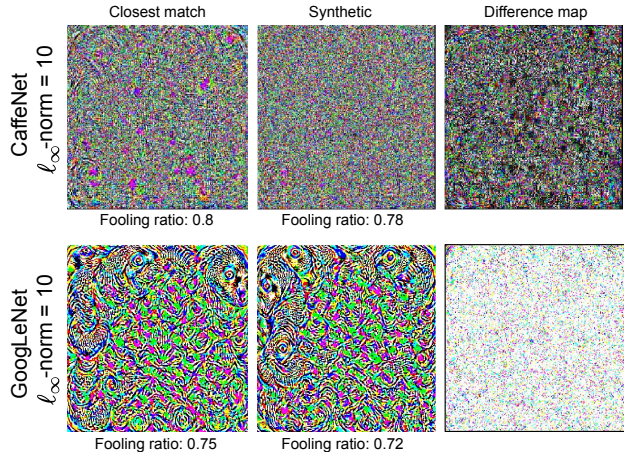 Closest match Synthetic Difference map
CaffeNet
ℓ∞-norm = 10
Fooling ratio: 0.8 Fooling ratio: 0.78
GoogLeNet
ℓ∞-norm = 10
Fooling ratio: 0.75 Fooling ratio: 0.72